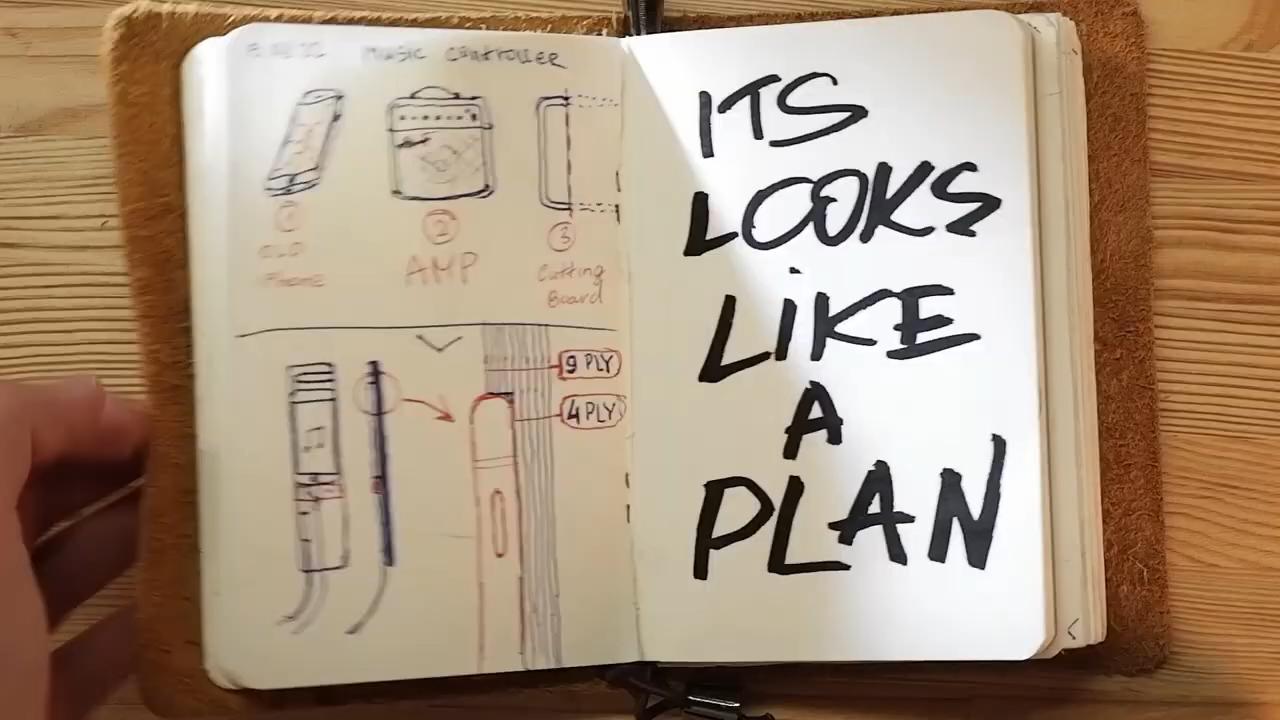 Music Controller
1
2
3
OLD
iPhone
AMP
Cutting
Board
9 PLY
4 PLY
ITS
LOOKS
LiKE
A
PLAN